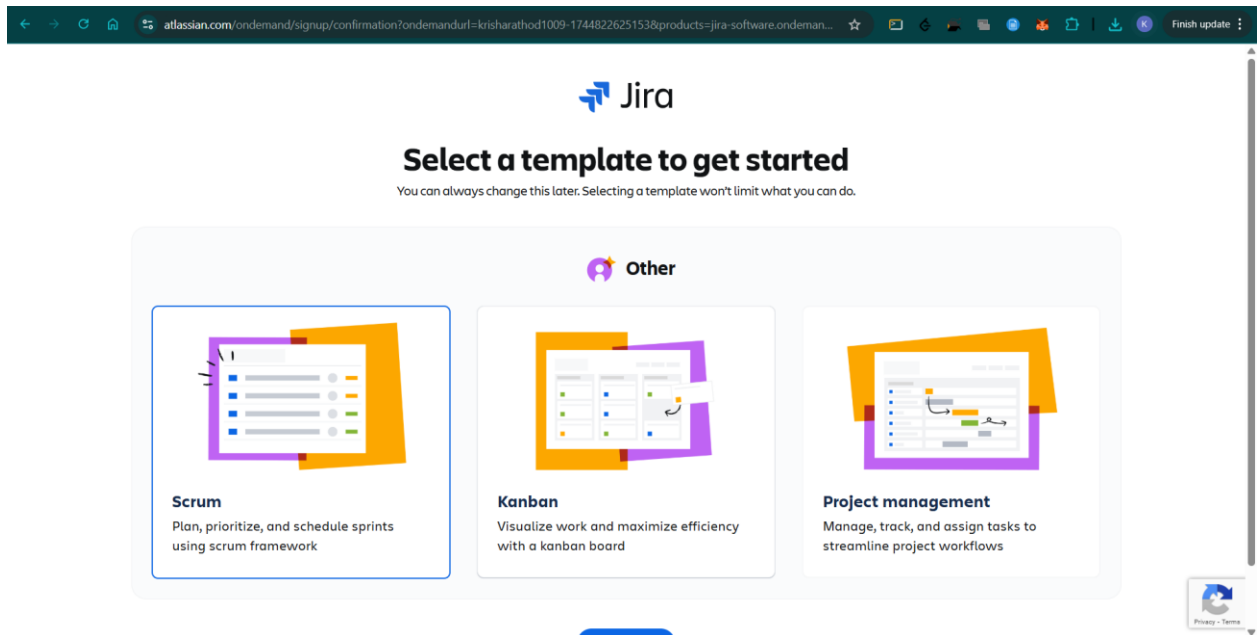 atlassian.com/ondemand/signup/confirmation?ondemandurl=krisharathod1009-1744822625153&products=jira-software.ondeman...
K
Finish update
Jira
Select a template to get started
You can always change this later. Selecting a template won't limit what you can do.
Other
Scrum
Plan, prioritize, and schedule sprints
using scrum framework
Kanban
Visualize work and maximize efficiency
with a kanban board
Project management
Manage, track, and assign tasks to
streamline project workflows
Privacy - Terms